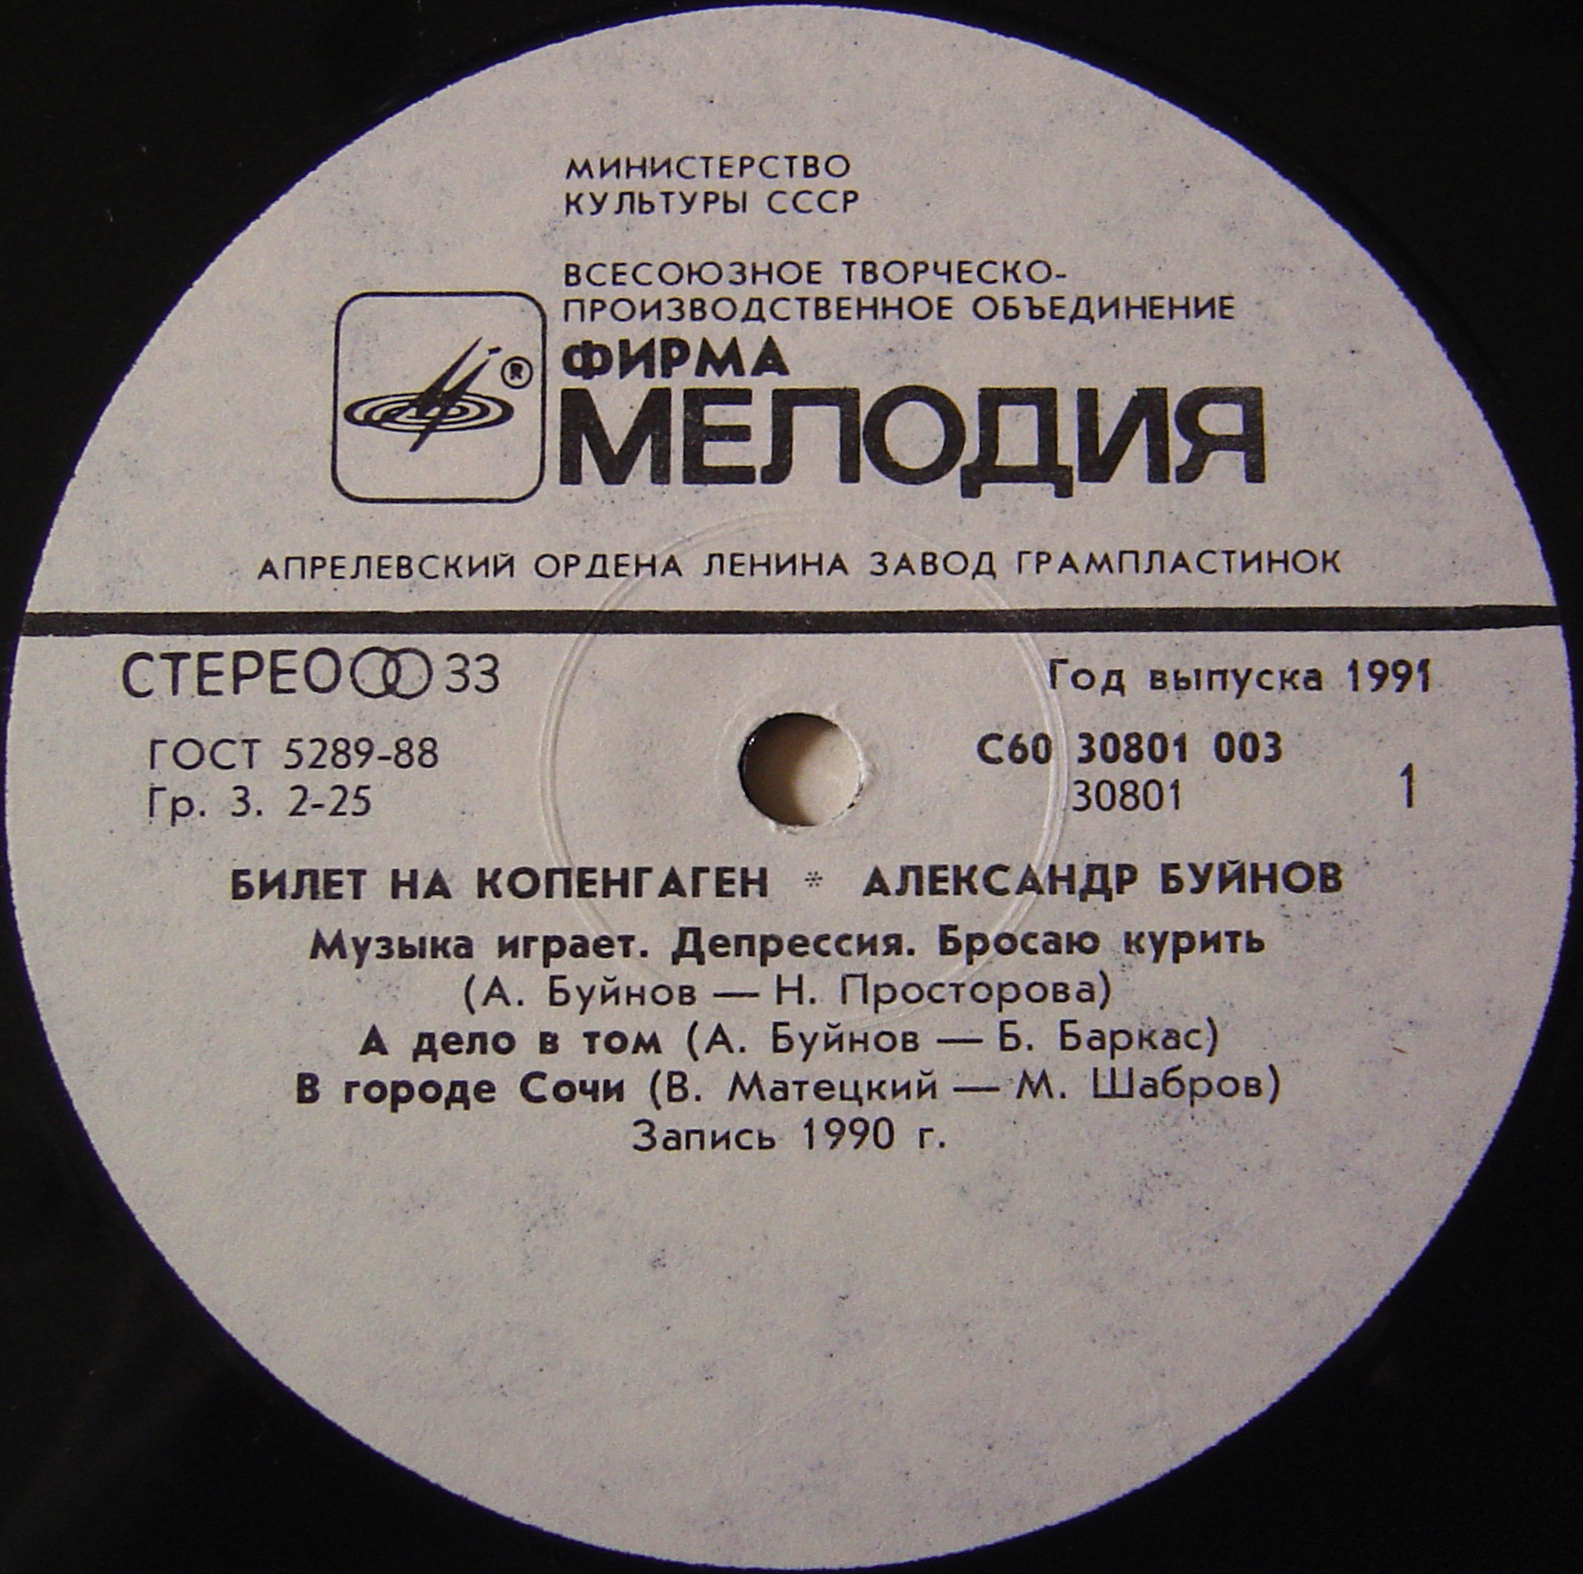 МИНИСТЕРСТВО
КУЛЬТУРЫ СССР
ВСЕСОЮЗНОЕ ТВОРЧЕСКО-
ПРОИЗВОДСТВЕННОЕ ОБЪЕДИНЕНИЕ
ФИРМА
®
МЕЛОДИЯ
АПРЕЛЕВСКИЙ ОРДЕНА ЛЕНИНА ЗАВОД ГРАМПЛАСТИНОК
СТЕРЕО 33
Год выпуска 1991
ГОСТ 5289-88
С60 30801 003
Гр. 3. 2-25
30801
1
БИЛЕТ НА КОПЕНГАГЕН * АЛЕКСАНДР БУЙНОВ
Музыка играет. Депрессия. Бросаю курить
(А. Буйнов — Н. Просторова)
А дело в том (А. Буйнов — Б. Баркас)
В городе Сочи (В. Матецкий — М. Шабров)
Запись 1990 г.